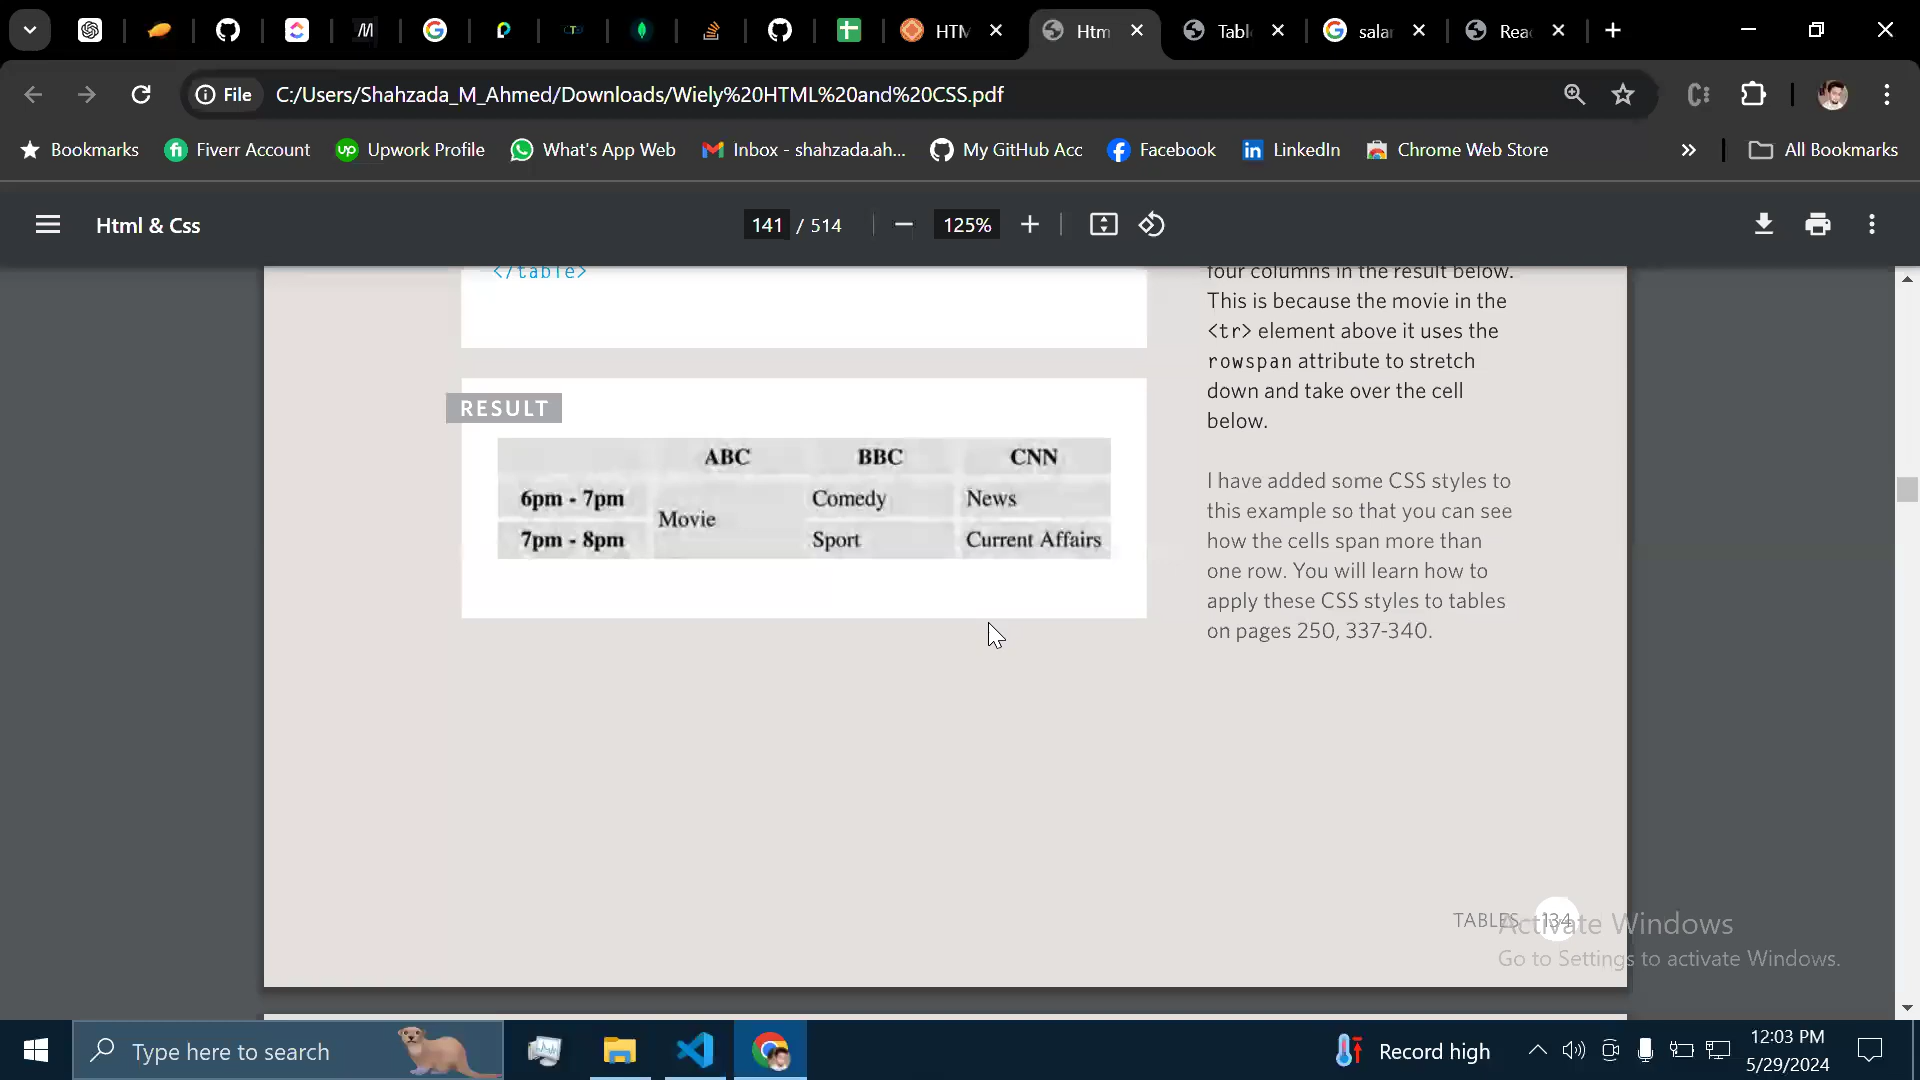 HTM
Htm
Tabl
salar
Rea
File
C:/Users/Shahzada_M_Ahmed/Downloads/Wiely%20HTML%20and%20CSS.pdf
Bookmarks
Fiverr Account
Upwork Profile
What's App Web
Inbox - shahzada.ah...
My GitHub Acc
Facebook
LinkedIn
Chrome Web Store
All Bookmarks
Html & Css
141 / 514
125%
</table>
four columns in the result below.
This is because the movie in the
<tr> element above it uses the
rowspan attribute to stretch
down and take over the cell
below.
RESULT
ABC BBC CNN
6pm - 7pm Movie Comedy News
7pm - 8pm Sport Current Affairs
I have added some CSS styles to
this example so that you can see
how the cells span more than
one row. You will learn how to
apply these CSS styles to tables
on pages 250, 337-340.
TABLES 134
Activate Windows
Go to Settings to activate Windows.
Type here to search
Record high
12:03 PM
5/29/2024